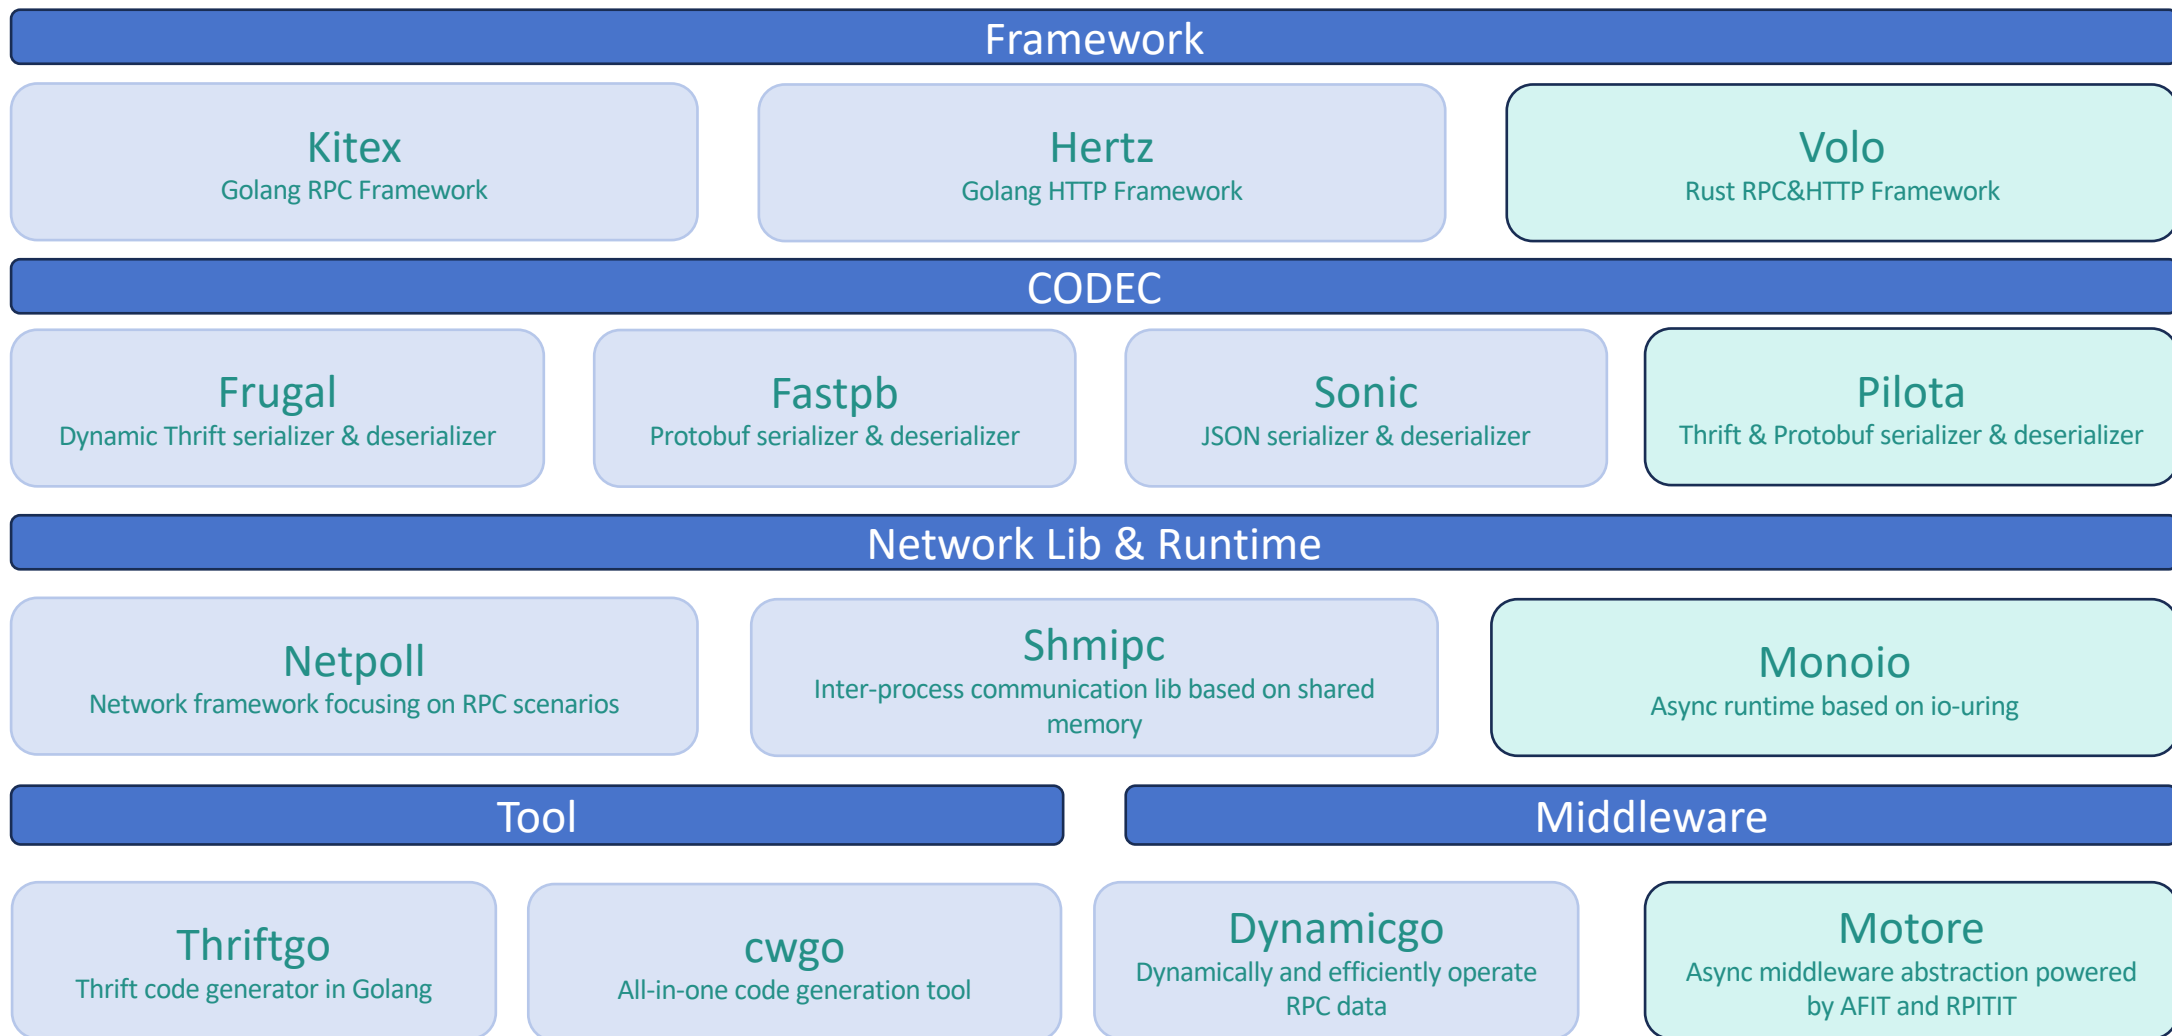 Framework
Kitex
Golang RPC Framework
Hertz
Golang HTTP Framework
Volo
Rust RPC&HTTP Framework
CODEC
Frugal
Dynamic Thrift serializer & deserializer
Fastpb
Protobuf serializer & deserializer
Sonic
JSON serializer & deserializer
Pilota
Thrift & Protobuf serializer & deserializer
Network Lib & Runtime
Netpoll
Network framework focusing on RPC scenarios
Shmipc
Inter-process communication lib based on shared
memory
Monoio
Async runtime based on io-uring
Tool
Middleware
Thriftgo
Thrift code generator in Golang
cwgo
All-in-one code generation tool
Dynamicgo
Dynamically and efficiently operate
RPC data
Motore
Async middleware abstraction powered
by AFIT and RPITIT